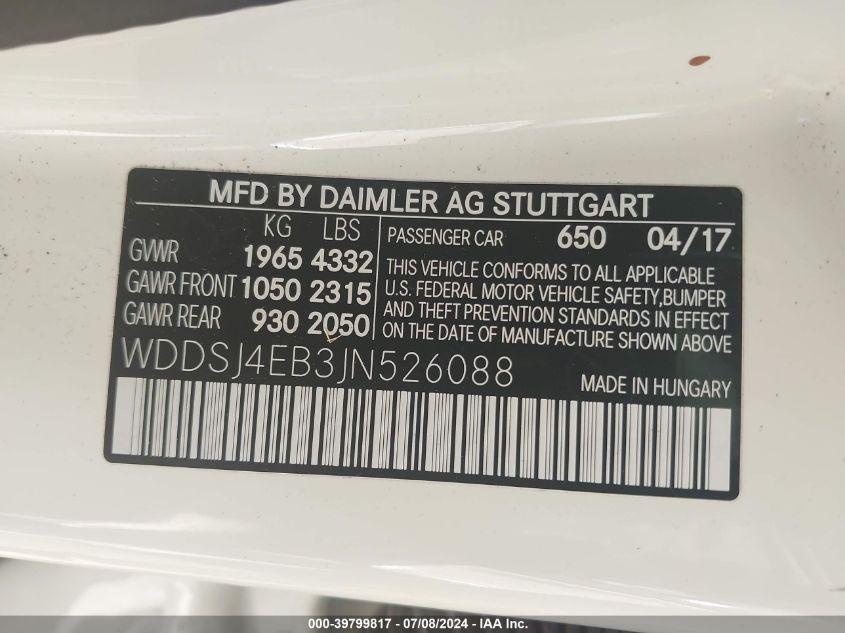 MFD BY DAIMLER AG STUTTGART
KG LBS
GVWR 1965 4332
GAWR FRONT 1050 2315
GAWR REAR 930 2050
PASSENGER CAR 650 04/17
THIS VEHICLE CONFORMS TO ALL APPLICABLE
U.S. FEDERAL MOTOR VEHICLE SAFETY,BUMPER
AND THEFT PREVENTION STANDARDS IN EFFECT
ON THE DATE OF MANUFACTURE SHOWN ABOVE
WDDSJ4EB3JN526088
MADE IN HUNGARY
000-39799817 - 07/08/2024 - IAA Inc.